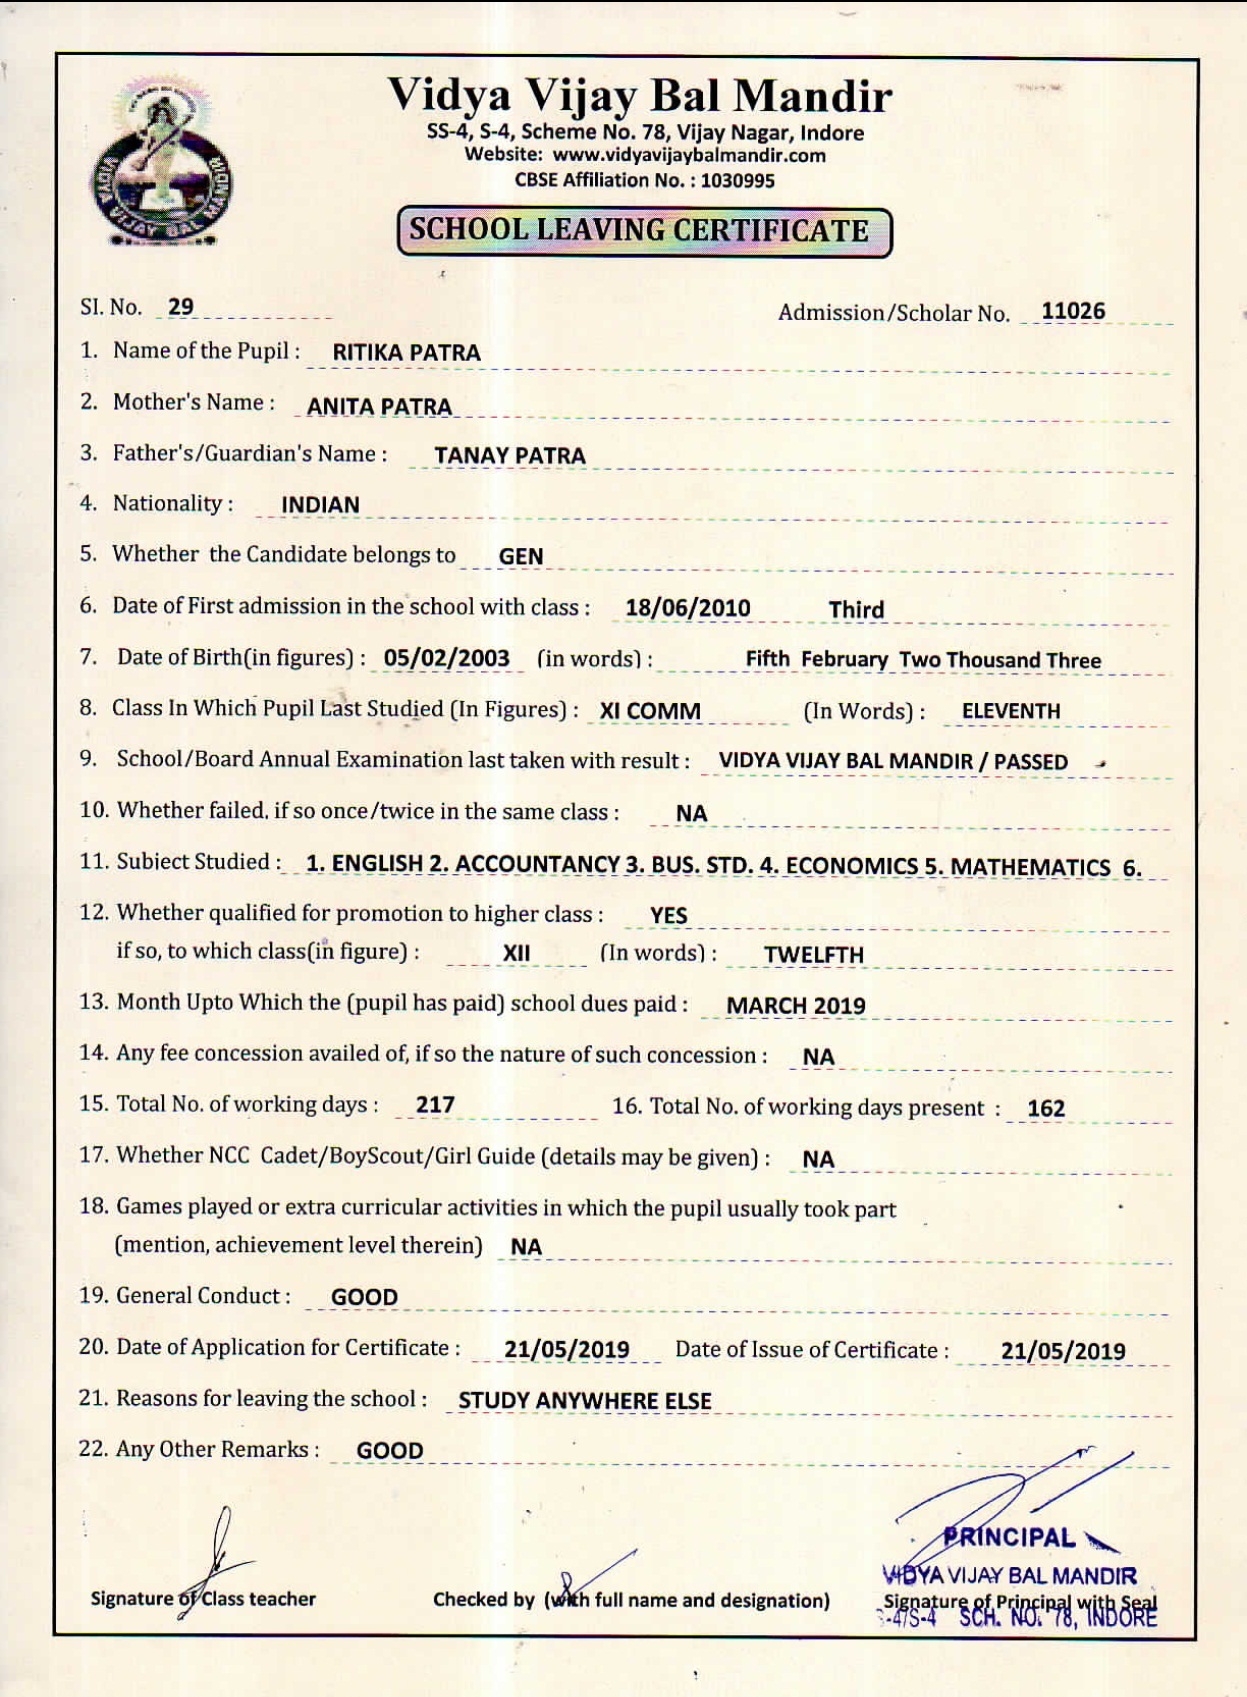 VIDYA VIJAY BAL MANDIR
Vidya Vijay Bal Mandir
SS-4, S-4, Scheme No. 78, Vijay Nagar, Indore
Website: www.vidyavijaybalmandir.com
CBSE Affiliation No. : 1030995
SCHOOL LEAVING CERTIFICATE
SI. No. 29 Admission/Scholar No. 11026
1. Name of the Pupil : RITIKA PATRA
2. Mother's Name : ANITA PATRA
3. Father's/Guardian's Name : TANAY PATRA
4. Nationality : INDIAN
5. Whether the Candidate belongs to GEN
6. Date of First admission in the school with class : 18/06/2010 Third
7. Date of Birth(in figures) : 05/02/2003 (in words) : Fifth February Two Thousand Three
8. Class In Which Pupil Last Studied (In Figures) : XI COMM (In Words) : ELEVENTH
9. School/Board Annual Examination last taken with result : VIDYA VIJAY BAL MANDIR / PASSED
10. Whether failed, if so once/twice in the same class : NA
11. Subject Studied : 1. ENGLISH 2. ACCOUNTANCY 3. BUS. STD. 4. ECONOMICS 5. MATHEMATICS 6.
12. Whether qualified for promotion to higher class : YES
if so, to which class(in figure) : XII (In words) : TWELFTH
13. Month Upto Which the (pupil has paid) school dues paid : MARCH 2019
14. Any fee concession availed of, if so the nature of such concession : NA
15. Total No. of working days : 217 16. Total No. of working days present : 162
17. Whether NCC Cadet/BoyScout/Girl Guide (details may be given) : NA
18. Games played or extra curricular activities in which the pupil usually took part
(mention, achievement level therein) NA
19. General Conduct : GOOD
20. Date of Application for Certificate : 21/05/2019 Date of Issue of Certificate : 21/05/2019
21. Reasons for leaving the school : STUDY ANYWHERE ELSE
22. Any Other Remarks : GOOD
PRINCIPAL
VIDYA VIJAY BAL MANDIR
Signature of Class teacher Checked by (with full name and designation) Signature of Principal with Seal
S-4/S-4 SCH. NO. 78, INDORE